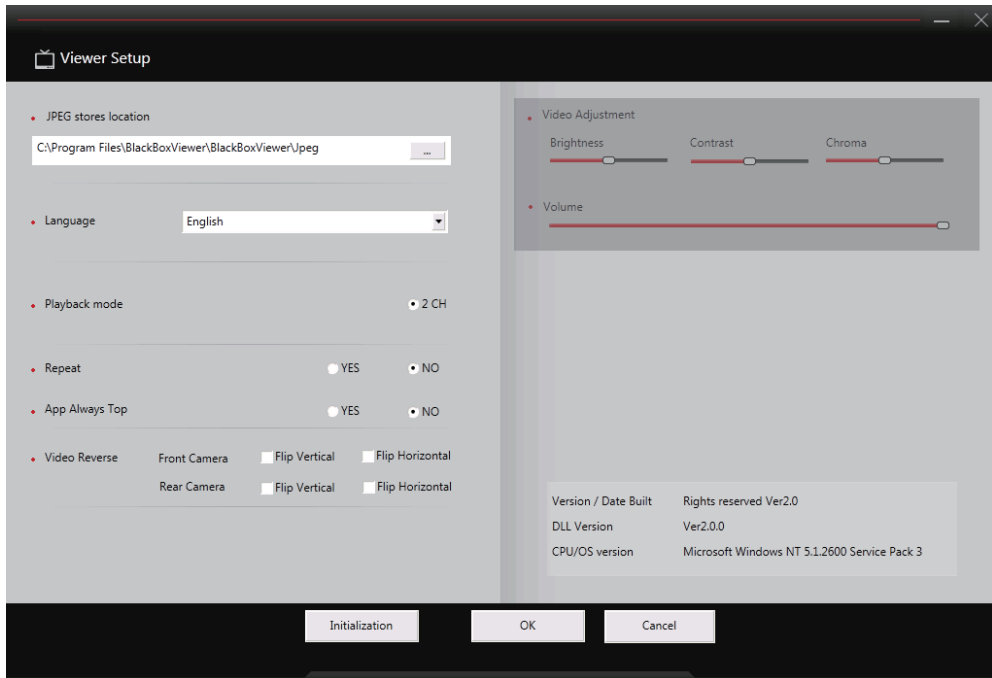 Viewer Setup
JPEG stores location
C:\Program Files\BlackBoxViewer\BlackBoxViewer\Jpeg
...
Language English
Playback mode 2 CH
Repeat YES NO
App Always Top YES NO
Video Reverse Front Camera Flip Vertical Flip Horizontal
Rear Camera Flip Vertical Flip Horizontal
Video Adjustment
Brightness Contrast Chroma
Volume
Version / Date Built Rights reserved Ver2.0
DLL Version Ver2.0.0
CPU/OS version Microsoft Windows NT 5.1.2600 Service Pack 3
Initialization OK Cancel